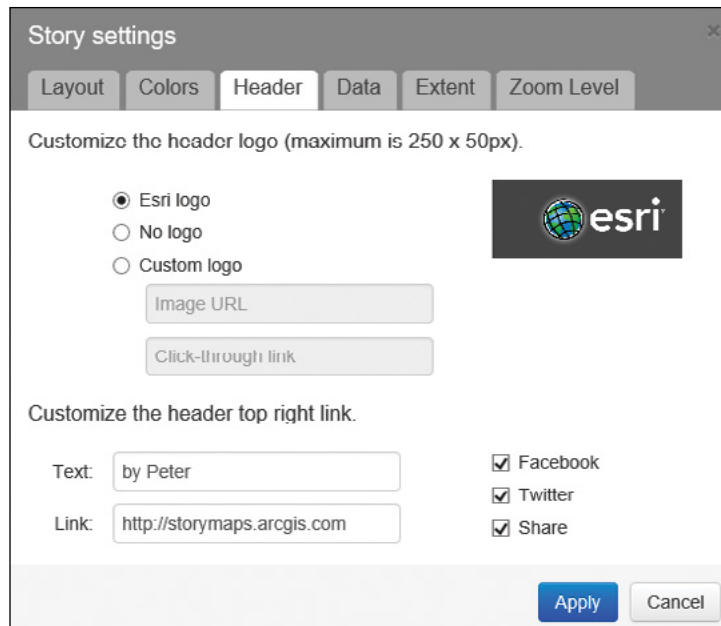 Story settings
×
Layout Colors Header Data Extent Zoom Level
Customize the header logo (maximum is 250 x 50px).
Esri logo
No logo
Custom logo
esri
Image URL
Click-through link
Customize the header top right link.
Text: by Peter
Link: http://storymaps.arcgis.com
Facebook
Twitter
Share
Apply Cancel